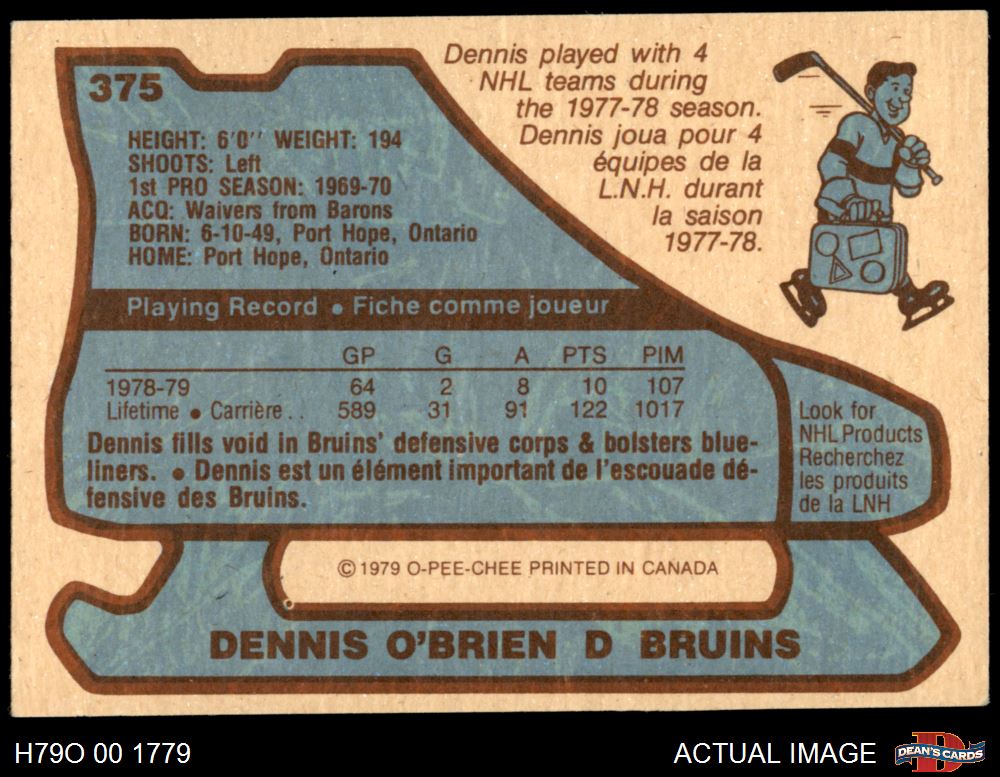 375
HEIGHT: 6'0'' WEIGHT: 194
SHOOTS: Left
1st PRO SEASON: 1969-70
ACQ: Waivers from Barons
BORN: 6-10-49, Port Hope, Ontario
HOME: Port Hope, Ontario
Dennis played with 4
NHL teams during
the 1977-78 season.
Dennis joua pour 4
équipes de la
L.N.H. durant
la saison
1977-78.
Playing Record • Fiche comme joueur
GP G A PTS PIM
1978-79 64 2 8 10 107
Lifetime • Carrière . . 589 31 91 122 1017
Dennis fills void in Bruins' defensive corps & bolsters blue-
liners. • Dennis est un élément important de l'escouade dé-
fensive des Bruins.
Look for
NHL Products
Recherchez
les produits
de la LNH
© 1979 O-PEE-CHEE PRINTED IN CANADA
DENNIS O'BRIEN D BRUINS
H79O 00 1779
ACTUAL IMAGE
D
DEAN'S CARDS